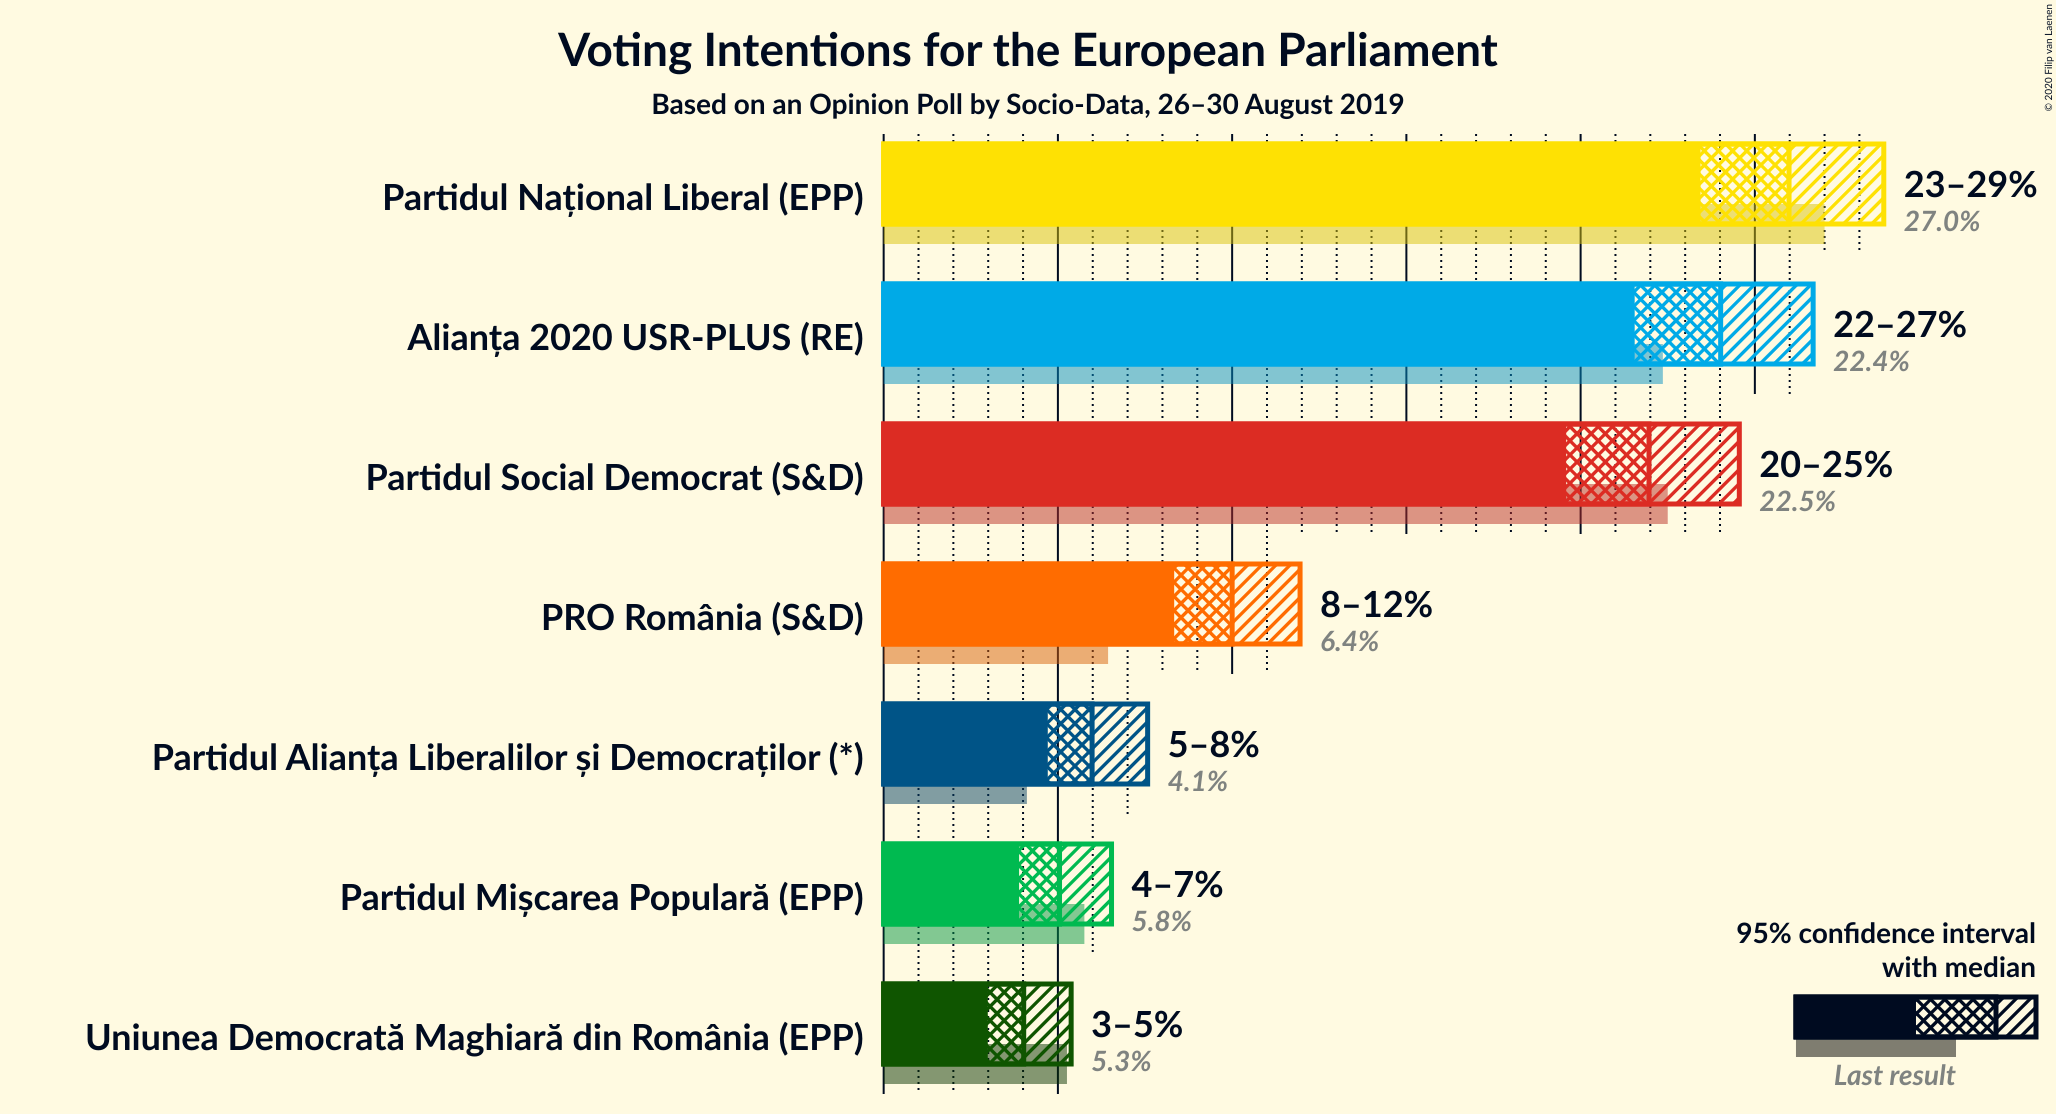 Voting Intentions for the European Parliament
Based on an Opinion Poll by Socio-Data, 26–30 August 2019
© 2020 Filip van Laenen
Partidul Național Liberal (EPP)
23–29%
27.0%
Alianța 2020 USR-PLUS (RE)
22–27%
22.4%
Partidul Social Democrat (S&D)
20–25%
22.5%
PRO România (S&D)
8–12%
6.4%
Partidul Alianța Liberalilor și Democraților (*)
5–8%
4.1%
Partidul Mișcarea Populară (EPP)
4–7%
5.8%
Uniunea Democrată Maghiară din România (EPP)
3–5%
5.3%
95% confidence interval
with median
Last result